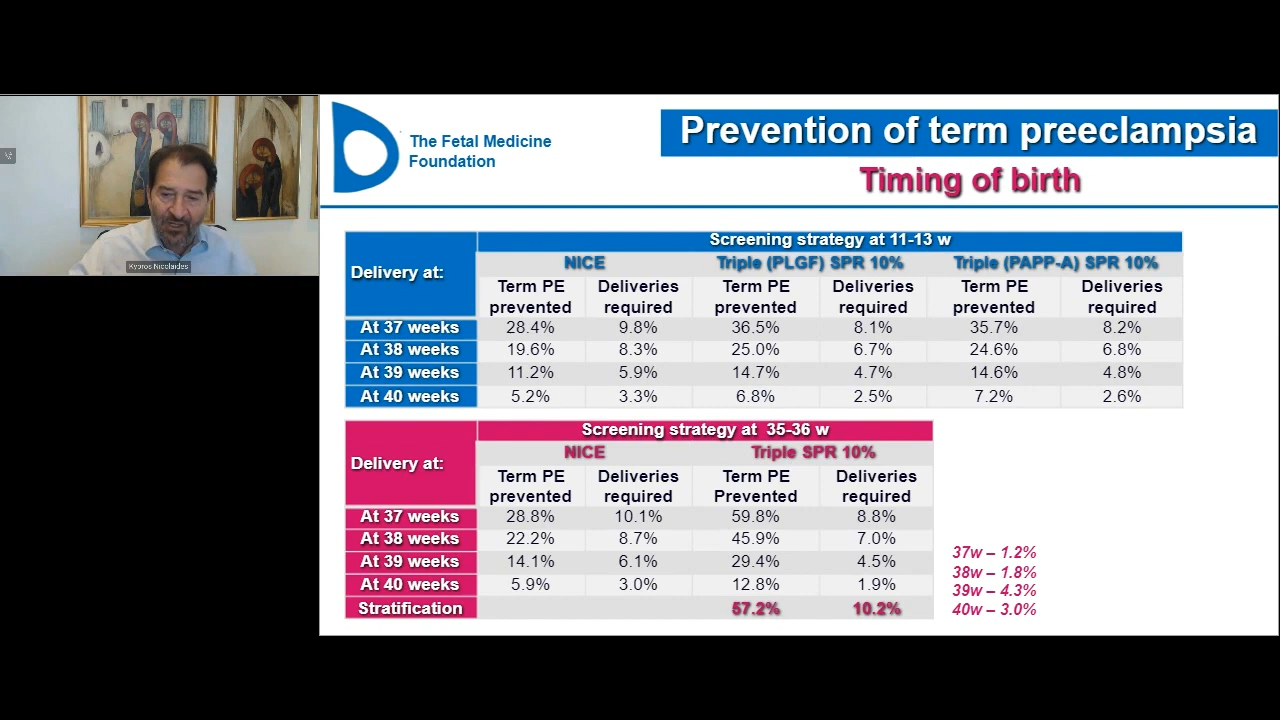 Kypros Nicolaides
The Fetal Medicine
Foundation
Prevention of term preeclampsia
Timing of birth
Delivery at:
Screening strategy at 11-13 w
NICE Triple (PLGF) SPR 10% Triple (PAPP-A) SPR 10%
Term PE Deliveries Term PE Deliveries Term PE Deliveries
prevented required prevented required prevented required
At 37 weeks 28.4% 9.8% 36.5% 8.1% 35.7% 8.2%
At 38 weeks 19.6% 8.3% 25.0% 6.7% 24.6% 6.8%
At 39 weeks 11.2% 5.9% 14.7% 4.7% 14.6% 4.8%
At 40 weeks 5.2% 3.3% 6.8% 2.5% 7.2% 2.6%
Delivery at:
Screening strategy at 35-36 w
NICE Triple SPR 10%
Term PE Deliveries Term PE Deliveries
prevented required Prevented required
At 37 weeks 28.8% 10.1% 59.8% 8.8%
At 38 weeks 22.2% 8.7% 45.9% 7.0%
At 39 weeks 14.1% 6.1% 29.4% 4.5%
At 40 weeks 5.9% 3.0% 12.8% 1.9%
Stratification 57.2% 10.2%
37w – 1.2%
38w – 1.8%
39w – 4.3%
40w – 3.0%